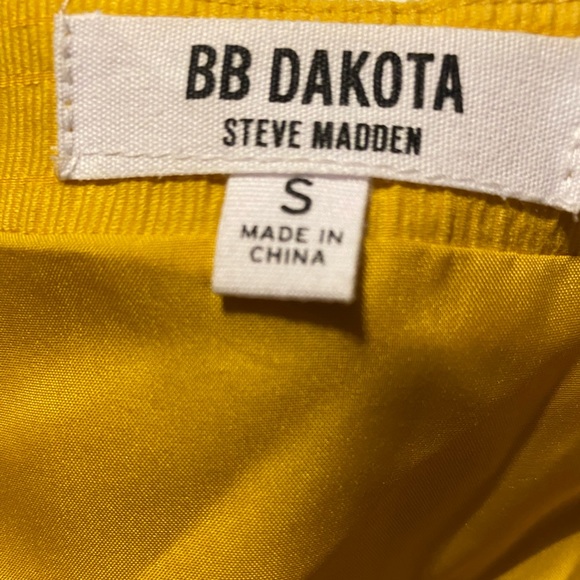 BB DAKOTA
STEVE MADDEN
S
MADE IN
CHINA